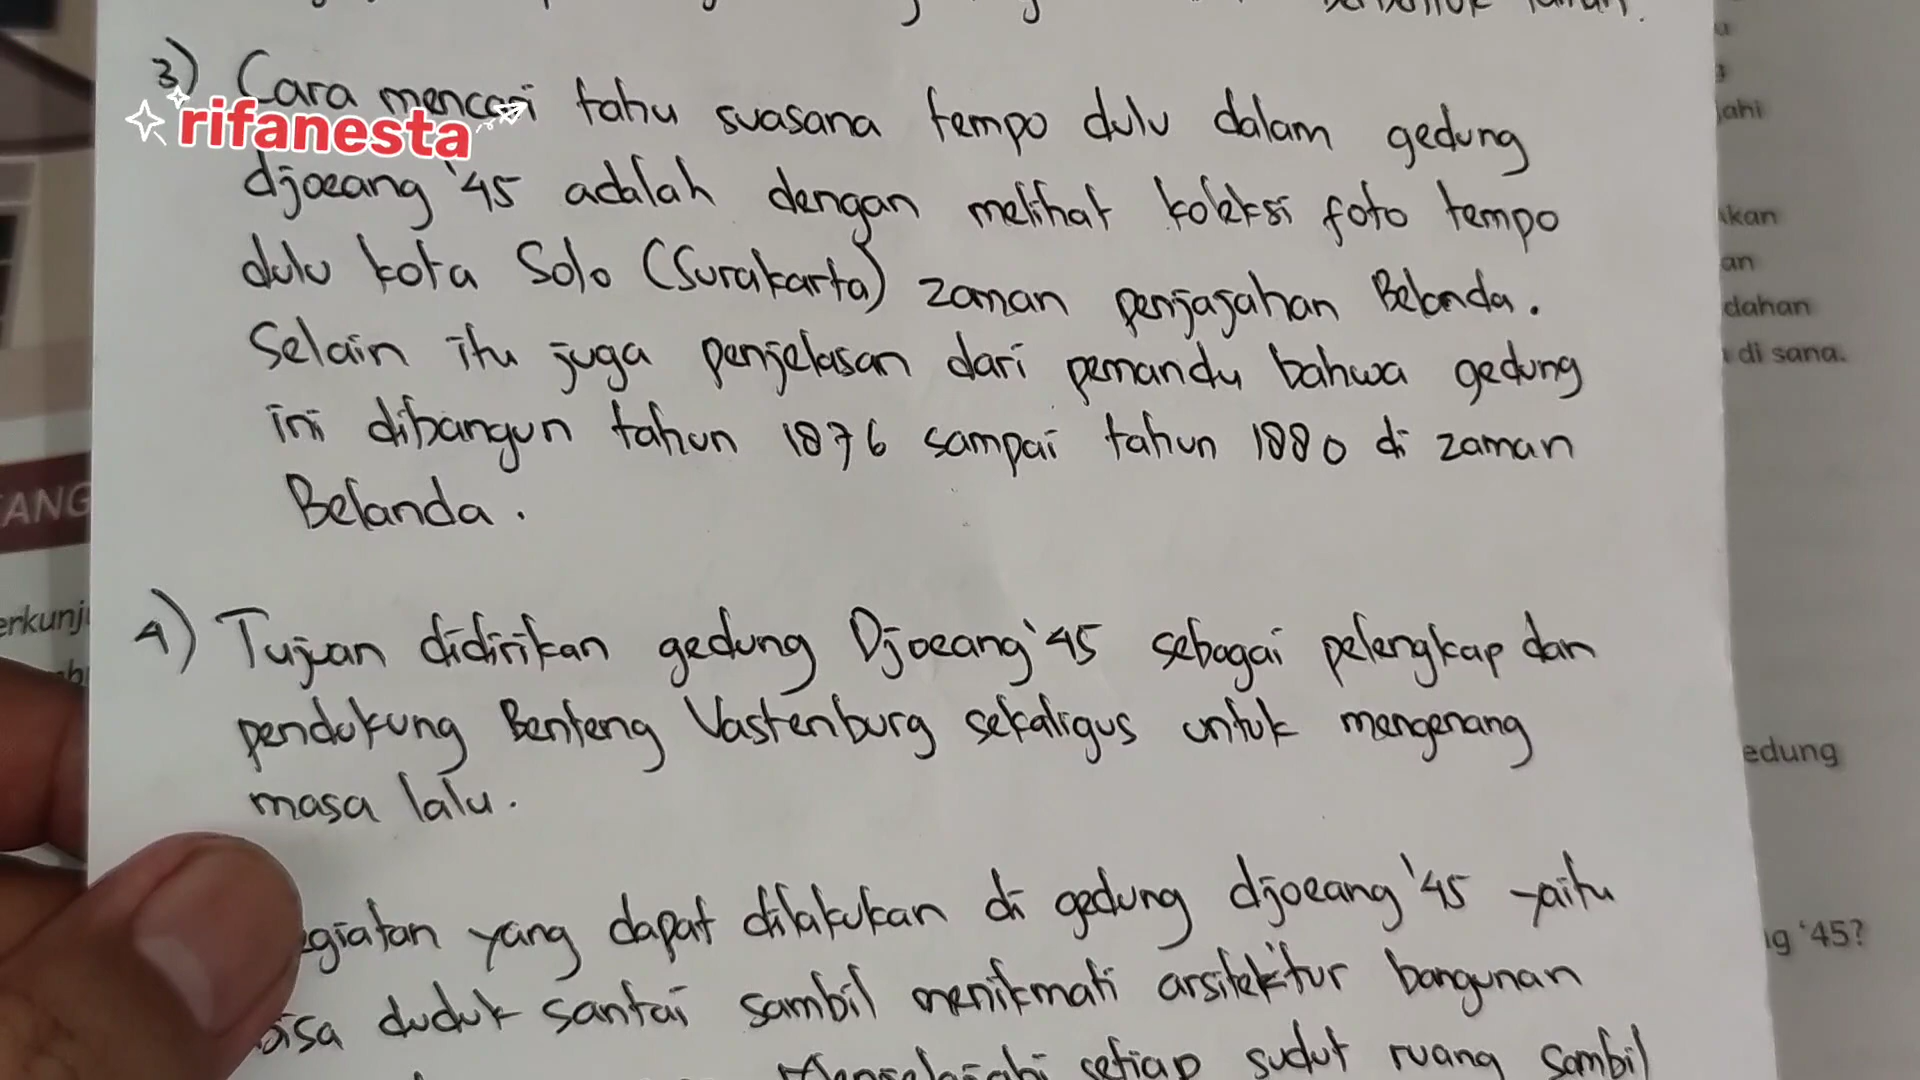 3) Cara mencari tahu suasana tempo dulu dalam gedung
rifanesta
djoeang '45 adalah dengan melihat koleksi foto tempo
dulu kota Solo (Surakarta) zaman penjajahan Belanda.
Selain itu juga penjelasan dari pemandu bahwa gedung
ini dibangun tahun 1876 sampai tahun 1880 di zaman
Belanda.
4) Tujuan didirikan gedung Djoeang '45 sebagai pelengkap dan
pendukung Benteng Vastenburg sekaligus untuk mengenang
masa lalu.
egiatan yang dapat dilakukan di gedung djoeang '45 yaitu
bisa duduk santai sambil menikmati arsitektur bangunan
Menjelajahi setiap sudut ruang sambil
ANG
erkunj
ahi
kan
an
dahan
di sana.
edung
ng '45?